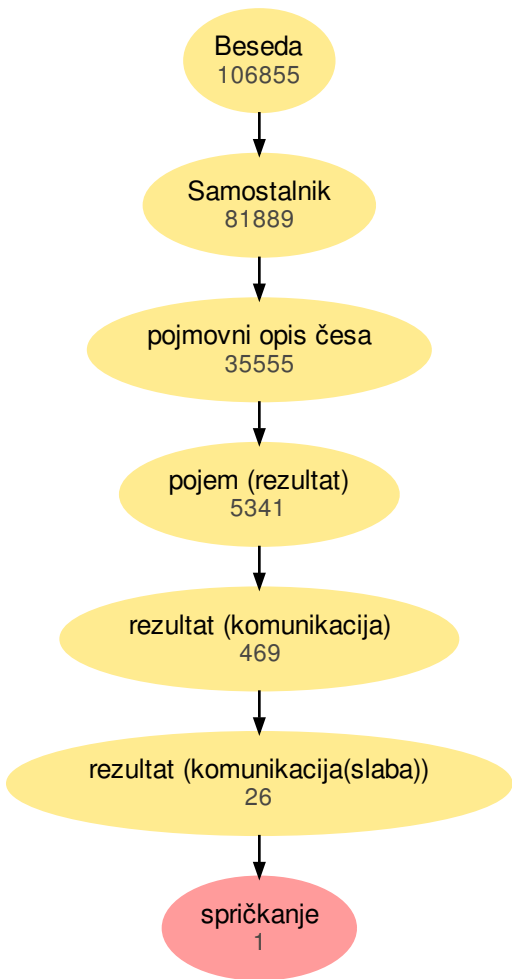 Beseda
106855
Samostalnik
81889
pojmovni opis česa
35555
pojem (rezultat)
5341
rezultat (komunikacija)
469
rezultat (komunikacija(slaba))
26
spričkanje
1